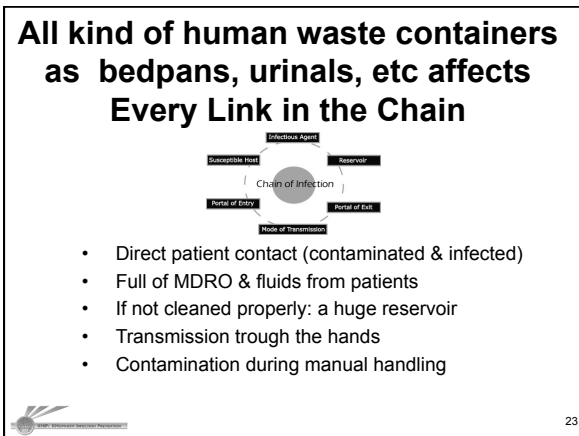 All kind of human waste containers
as bedpans, urinals, etc affects
Every Link in the Chain
Infectious Agent
Susceptible Host
Reservoir
Chain of Infection
Portal of Entry
Portal of Exit
Mode of Transmission
• Direct patient contact (contaminated & infected)
• Full of MDRO & fluids from patients
• If not cleaned properly: a huge reservoir
• Transmission trough the hands
• Contamination during manual handling
Infection Prevention
23